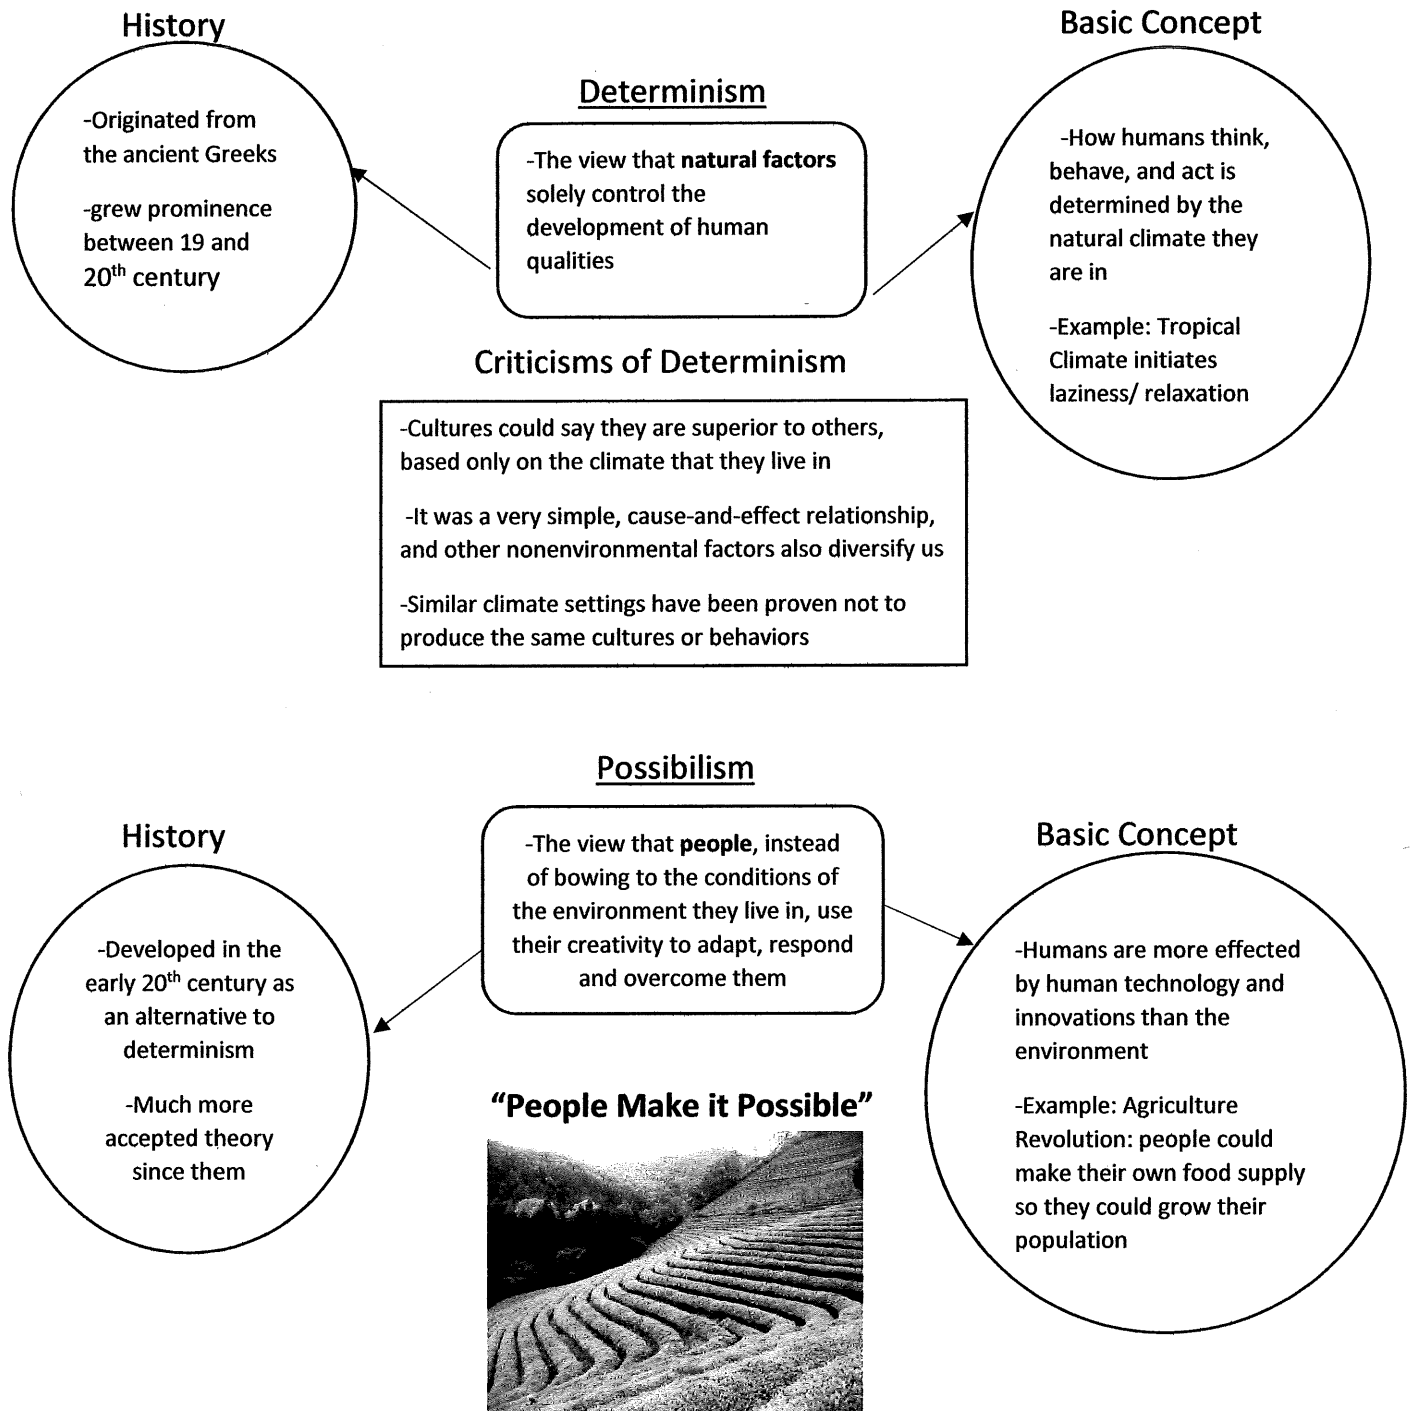 History
-Originated from
the ancient Greeks
-grew prominence
between 19 and
20th century
Determinism
-The view that natural factors
solely control the
development of human
qualities
Basic Concept
-How humans think,
behave, and act is
determined by the
natural climate they
are in
-Example: Tropical
Climate initiates
laziness/ relaxation
Criticisms of Determinism
-Cultures could say they are superior to others,
based only on the climate that they live in
-It was a very simple, cause-and-effect relationship,
and other nonenvironmental factors also diversify us
-Similar climate settings have been proven not to
produce the same cultures or behaviors
Possibilism
-The view that people, instead
of bowing to the conditions of
the environment they live in, use
their creativity to adapt, respond
and overcome them
History
-Developed in the
early 20th century as
an alternative to
determinism
-Much more
accepted theory
since them
Basic Concept
-Humans are more effected
by human technology and
innovations than the
environment
-Example: Agriculture
Revolution: people could
make their own food supply
so they could grow their
population
“People Make it Possible”